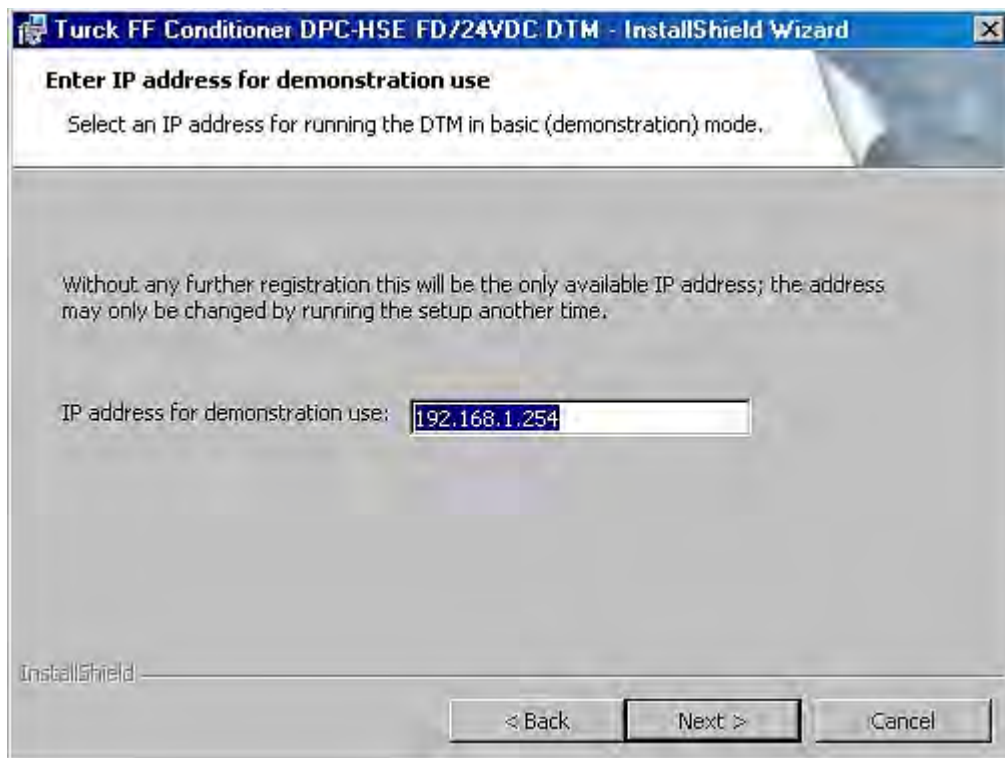 Turck FF Conditioner DPC-HSE FD/24VDC DTM - InstallShield Wizard
Enter IP address for demonstration use
Select an IP address for running the DTM in basic (demonstration) mode.
Without any further registration this will be the only available IP address; the address
may only be changed by running the setup another time.
IP address for demonstration use: 192.168.1.254
InstallShield
< Back Next > Cancel